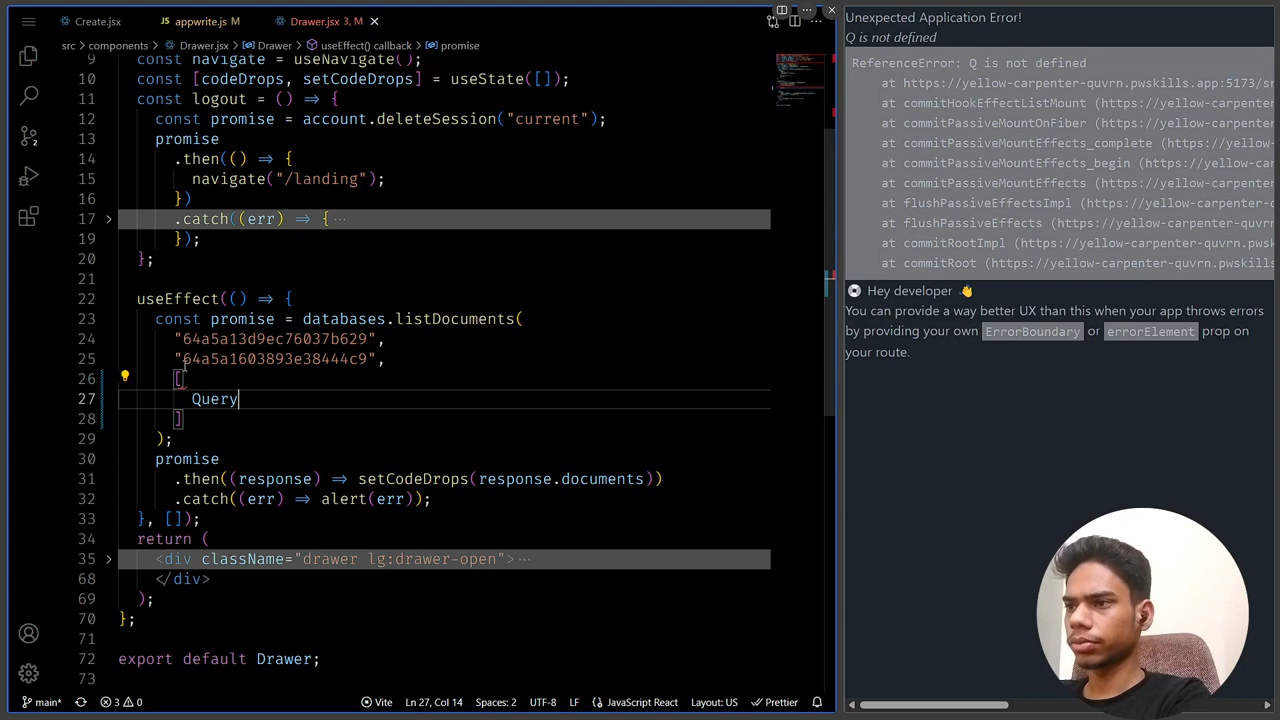 Create.jsx
appwrite.js M
Drawer.jsx 3, M
src > components > Drawer.jsx > Drawer > useEffect() callback > promise
9 const navigate = useNavigate();
10 const [codeDrops, setCodeDrops] = useState([]);
11 const logout = () => {
12 const promise = account.deleteSession("current");
13 promise
14 .then(() => {
15 navigate("/landing");
16 })
17 .catch((err) => {
19 });
20 };
21
22 useEffect(() => {
23 const promise = databases.listDocuments(
24 "64a5a13d9ec76037b629",
25 "64a5a1603893e38444c9",
26 [
27 Query
28 ]
29 );
30 promise
31 .then((response) => setCodeDrops(response.documents))
32 .catch((err) => alert(err));
33 }, []);
34 return (
35 <div className="drawer lg:drawer-open">
68 </div>
69 );
70 };
71
72 export default Drawer;
73
main*
3 0
Vite
Ln 27, Col 14
Spaces: 2
UTF-8
LF
JavaScript React
Layout: US
Prettier
Unexpected Application Error!
Q is not defined
ReferenceError: Q is not defined
at https://yellow-carpenter-quvrn.pwskills.app:5173/sr
at commitHookEffectListMount (https://yellow-carpenter
at commitPassiveMountOnFiber (https://yellow-carpenter
at commitPassiveMountEffects_complete (https://yellow-
at commitPassiveMountEffects_begin (https://yellow-car
at commitPassiveMountEffects (https://yellow-carpenter
at flushPassiveEffectsImpl (https://yellow-carpenter-q
at flushPassiveEffects (https://yellow-carpenter-quvrn
at commitRootImpl (https://yellow-carpenter-quvrn.pwsk
at commitRoot (https://yellow-carpenter-quvrn.pwskills
💿 Hey developer 👋
You can provide a way better UX than this when your app throws errors
by providing your own ErrorBoundary or errorElement prop on
your route.